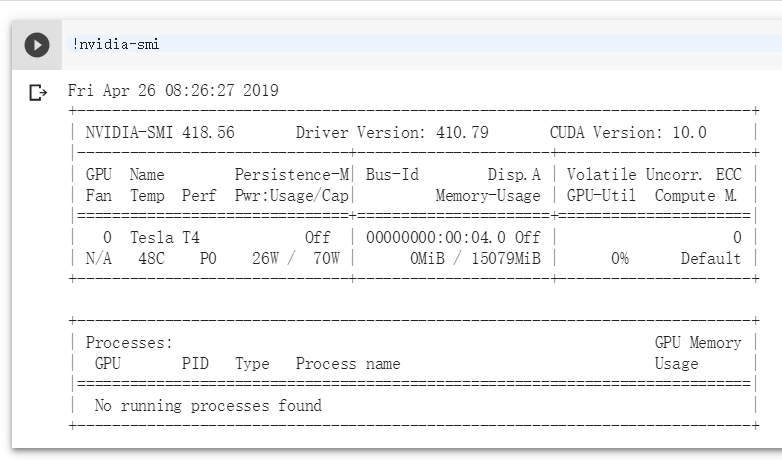 !nvidia-smi
Fri Apr 26 08:26:27 2019
+-----------------------------------------------------------------------------+
| NVIDIA-SMI 418.56       Driver Version: 410.79       CUDA Version: 10.0     |
|-------------------------------+----------------------+----------------------+
| GPU  Name        Persistence-M| Bus-Id        Disp.A | Volatile Uncorr. ECC |
| Fan  Temp  Perf  Pwr:Usage/Cap|         Memory-Usage | GPU-Util  Compute M. |
|===============================+======================+======================|
|   0  Tesla T4            Off  | 00000000:00:04.0 Off |                    0 |
| N/A   48C    P0    26W /  70W |      0MiB / 15079MiB |      0%      Default |
+-------------------------------+----------------------+----------------------+
+-----------------------------------------------------------------------------+
| Processes:                                                       GPU Memory |
|  GPU       PID   Type   Process name                             Usage      |
|=============================================================================|
|  No running processes found                                                 |
+-----------------------------------------------------------------------------+